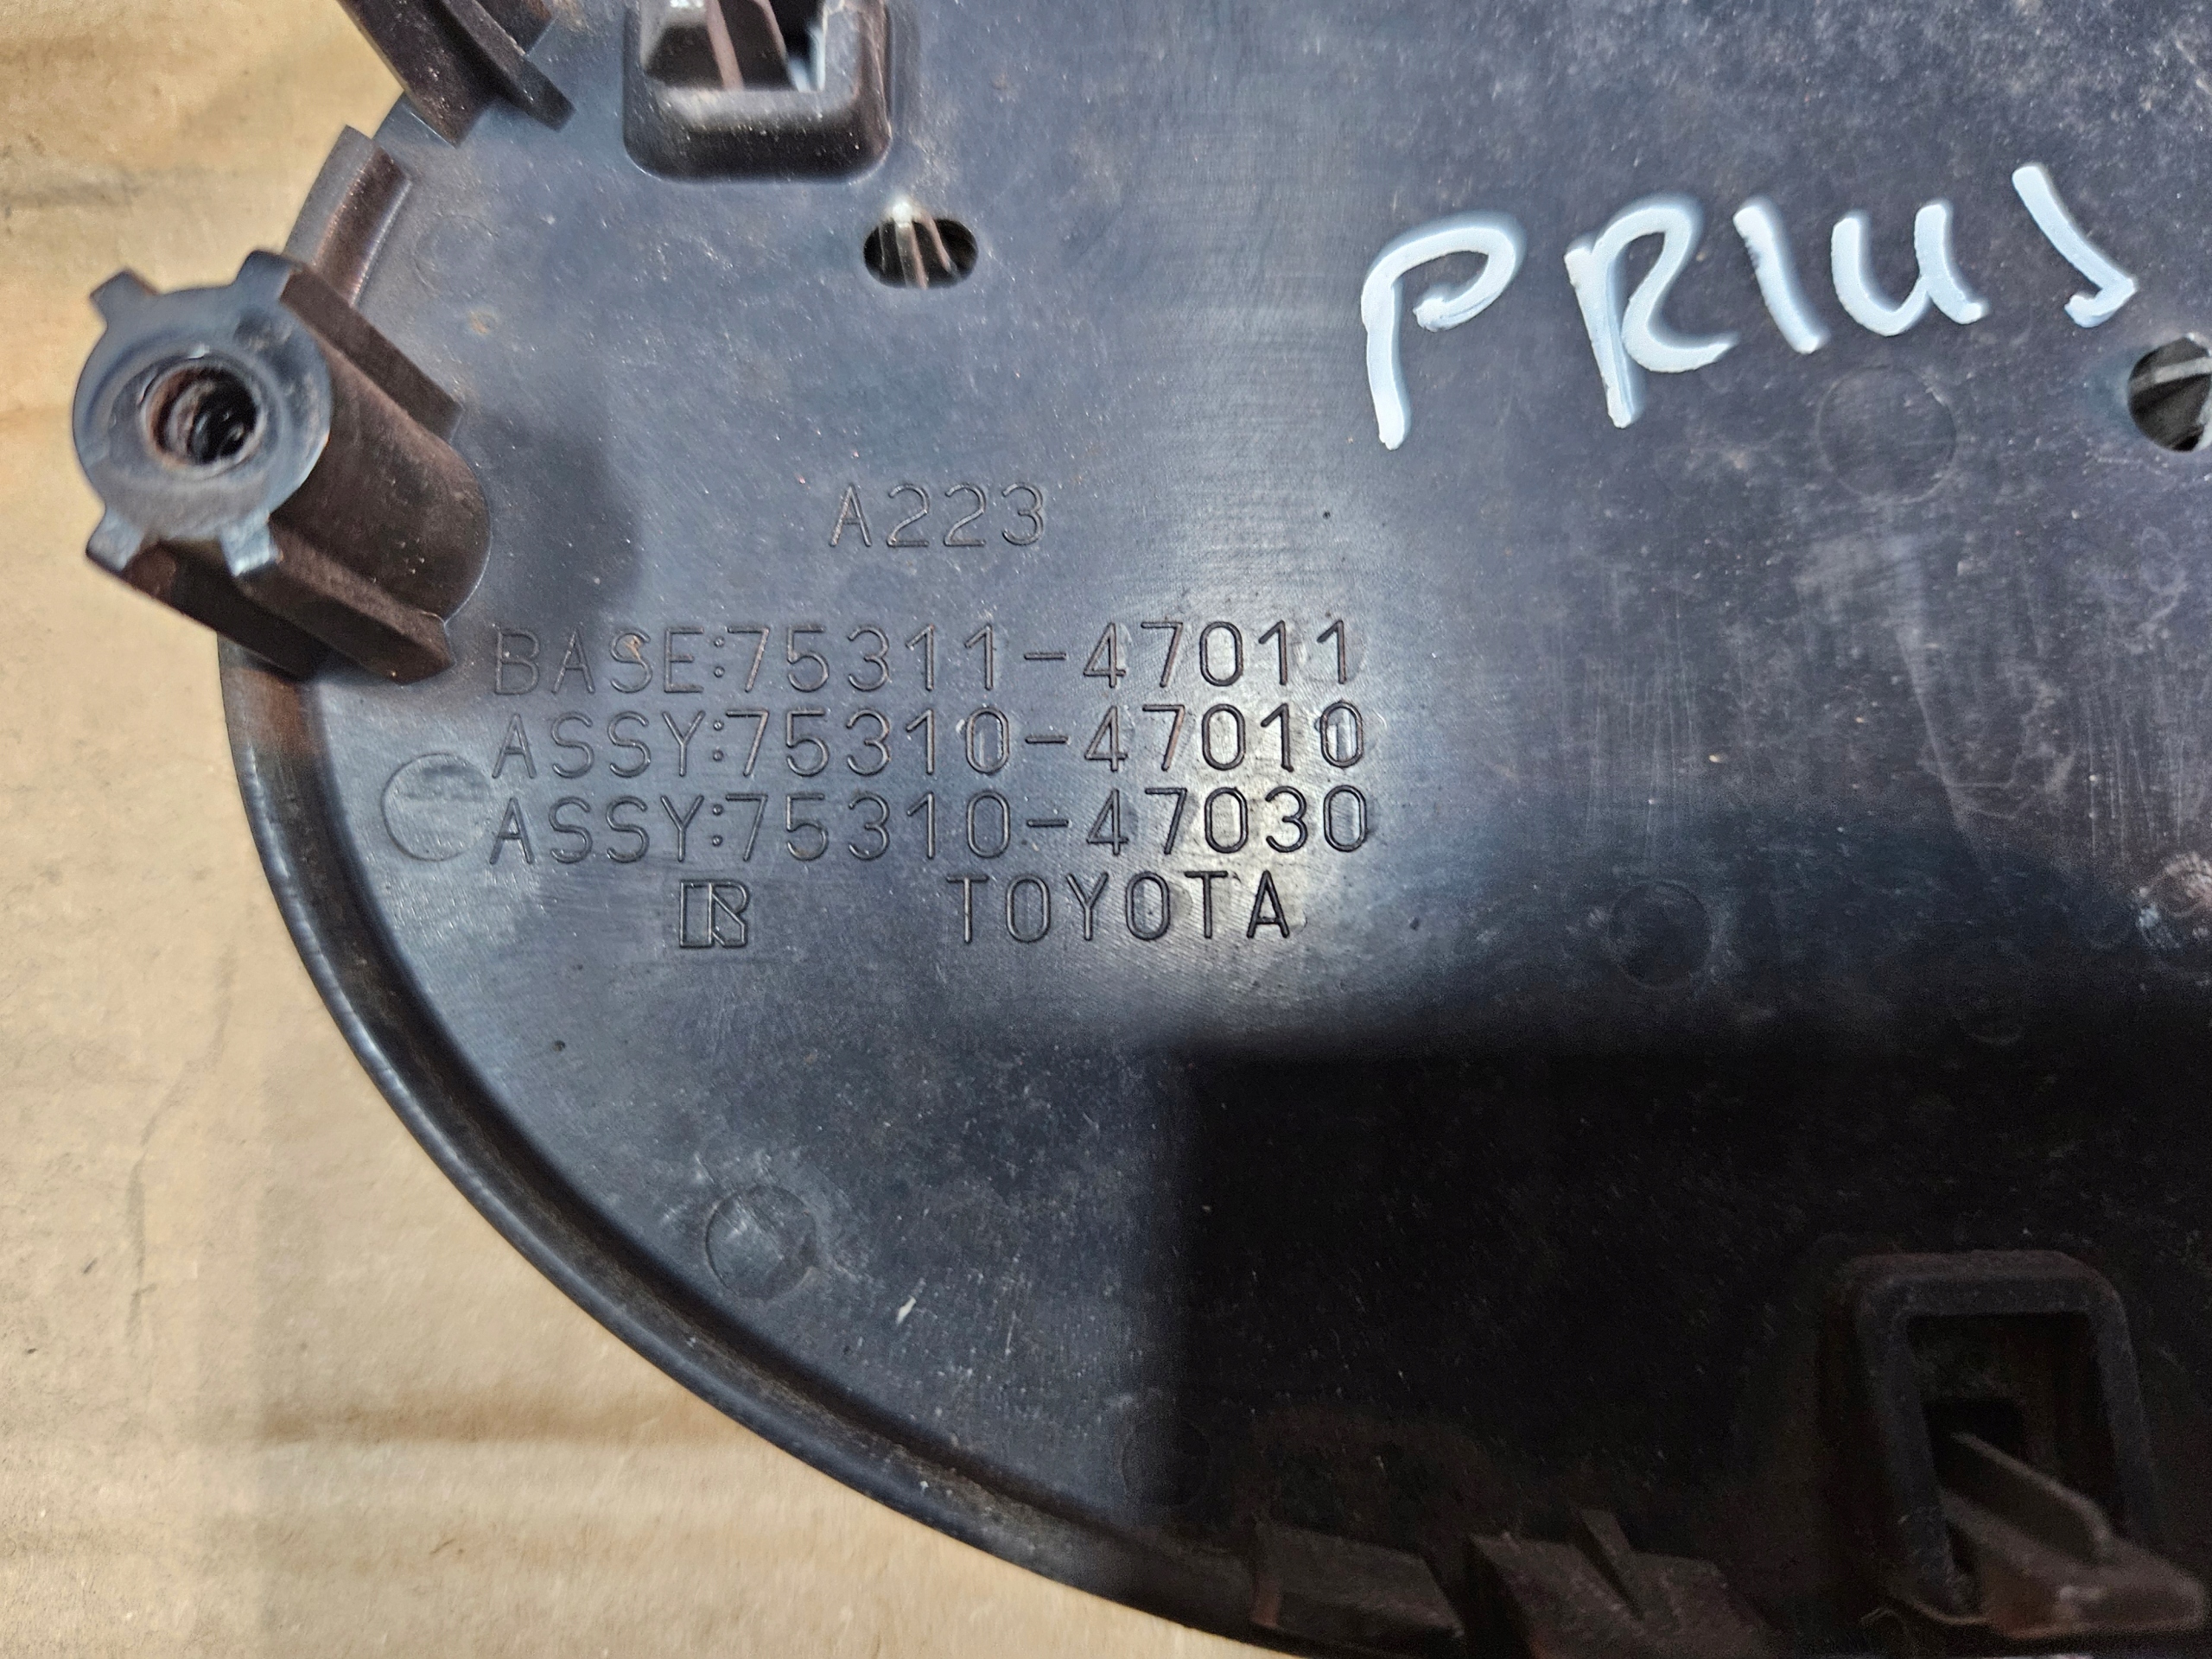 PRIUS
A223
BASE:75311-47011
ASSY:75310-47010
ASSY:75310-47030
TOYOTA